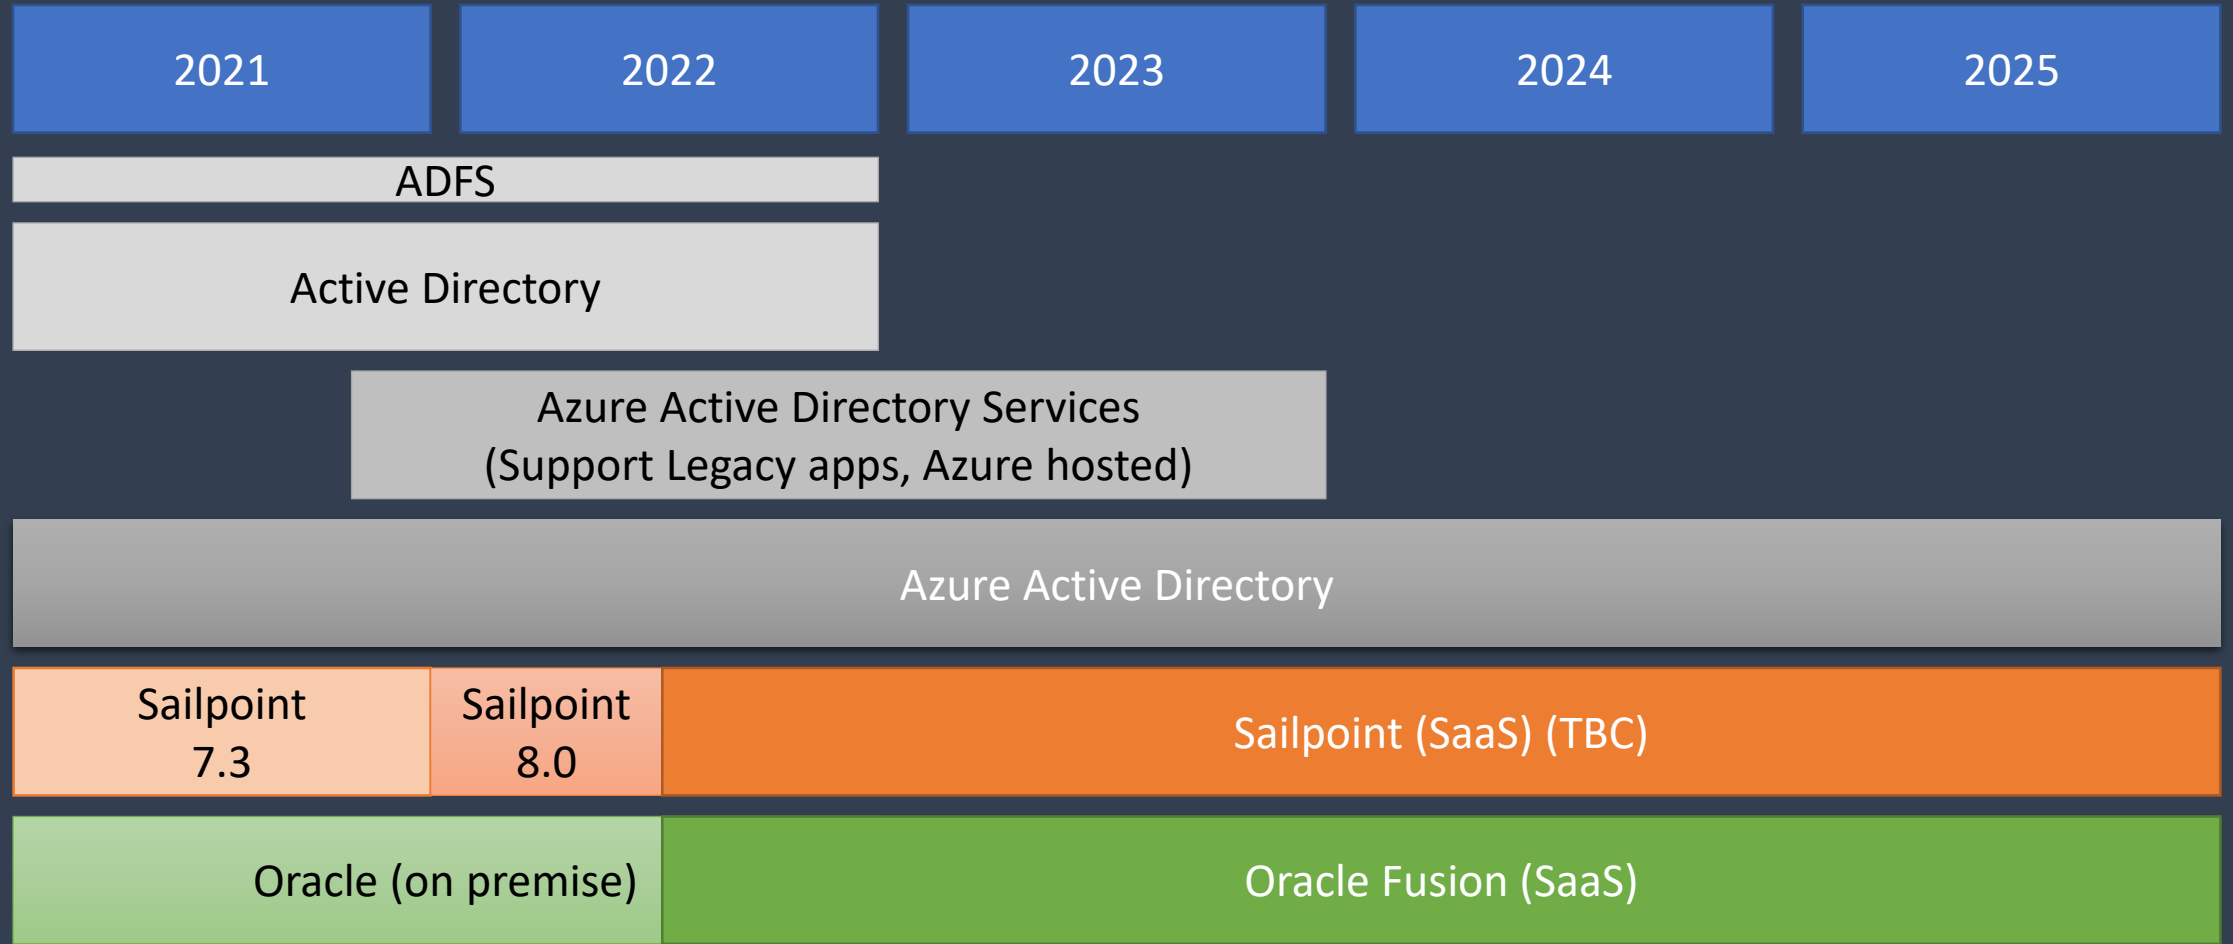 2021
2022
2023
2024
2025
ADFS
Active Directory
Azure Active Directory Services
(Support Legacy apps, Azure hosted)
Azure Active Directory
Sailpoint
7.3
Sailpoint
8.0
Sailpoint (SaaS) (TBC)
Oracle (on premise)
Oracle Fusion (SaaS)